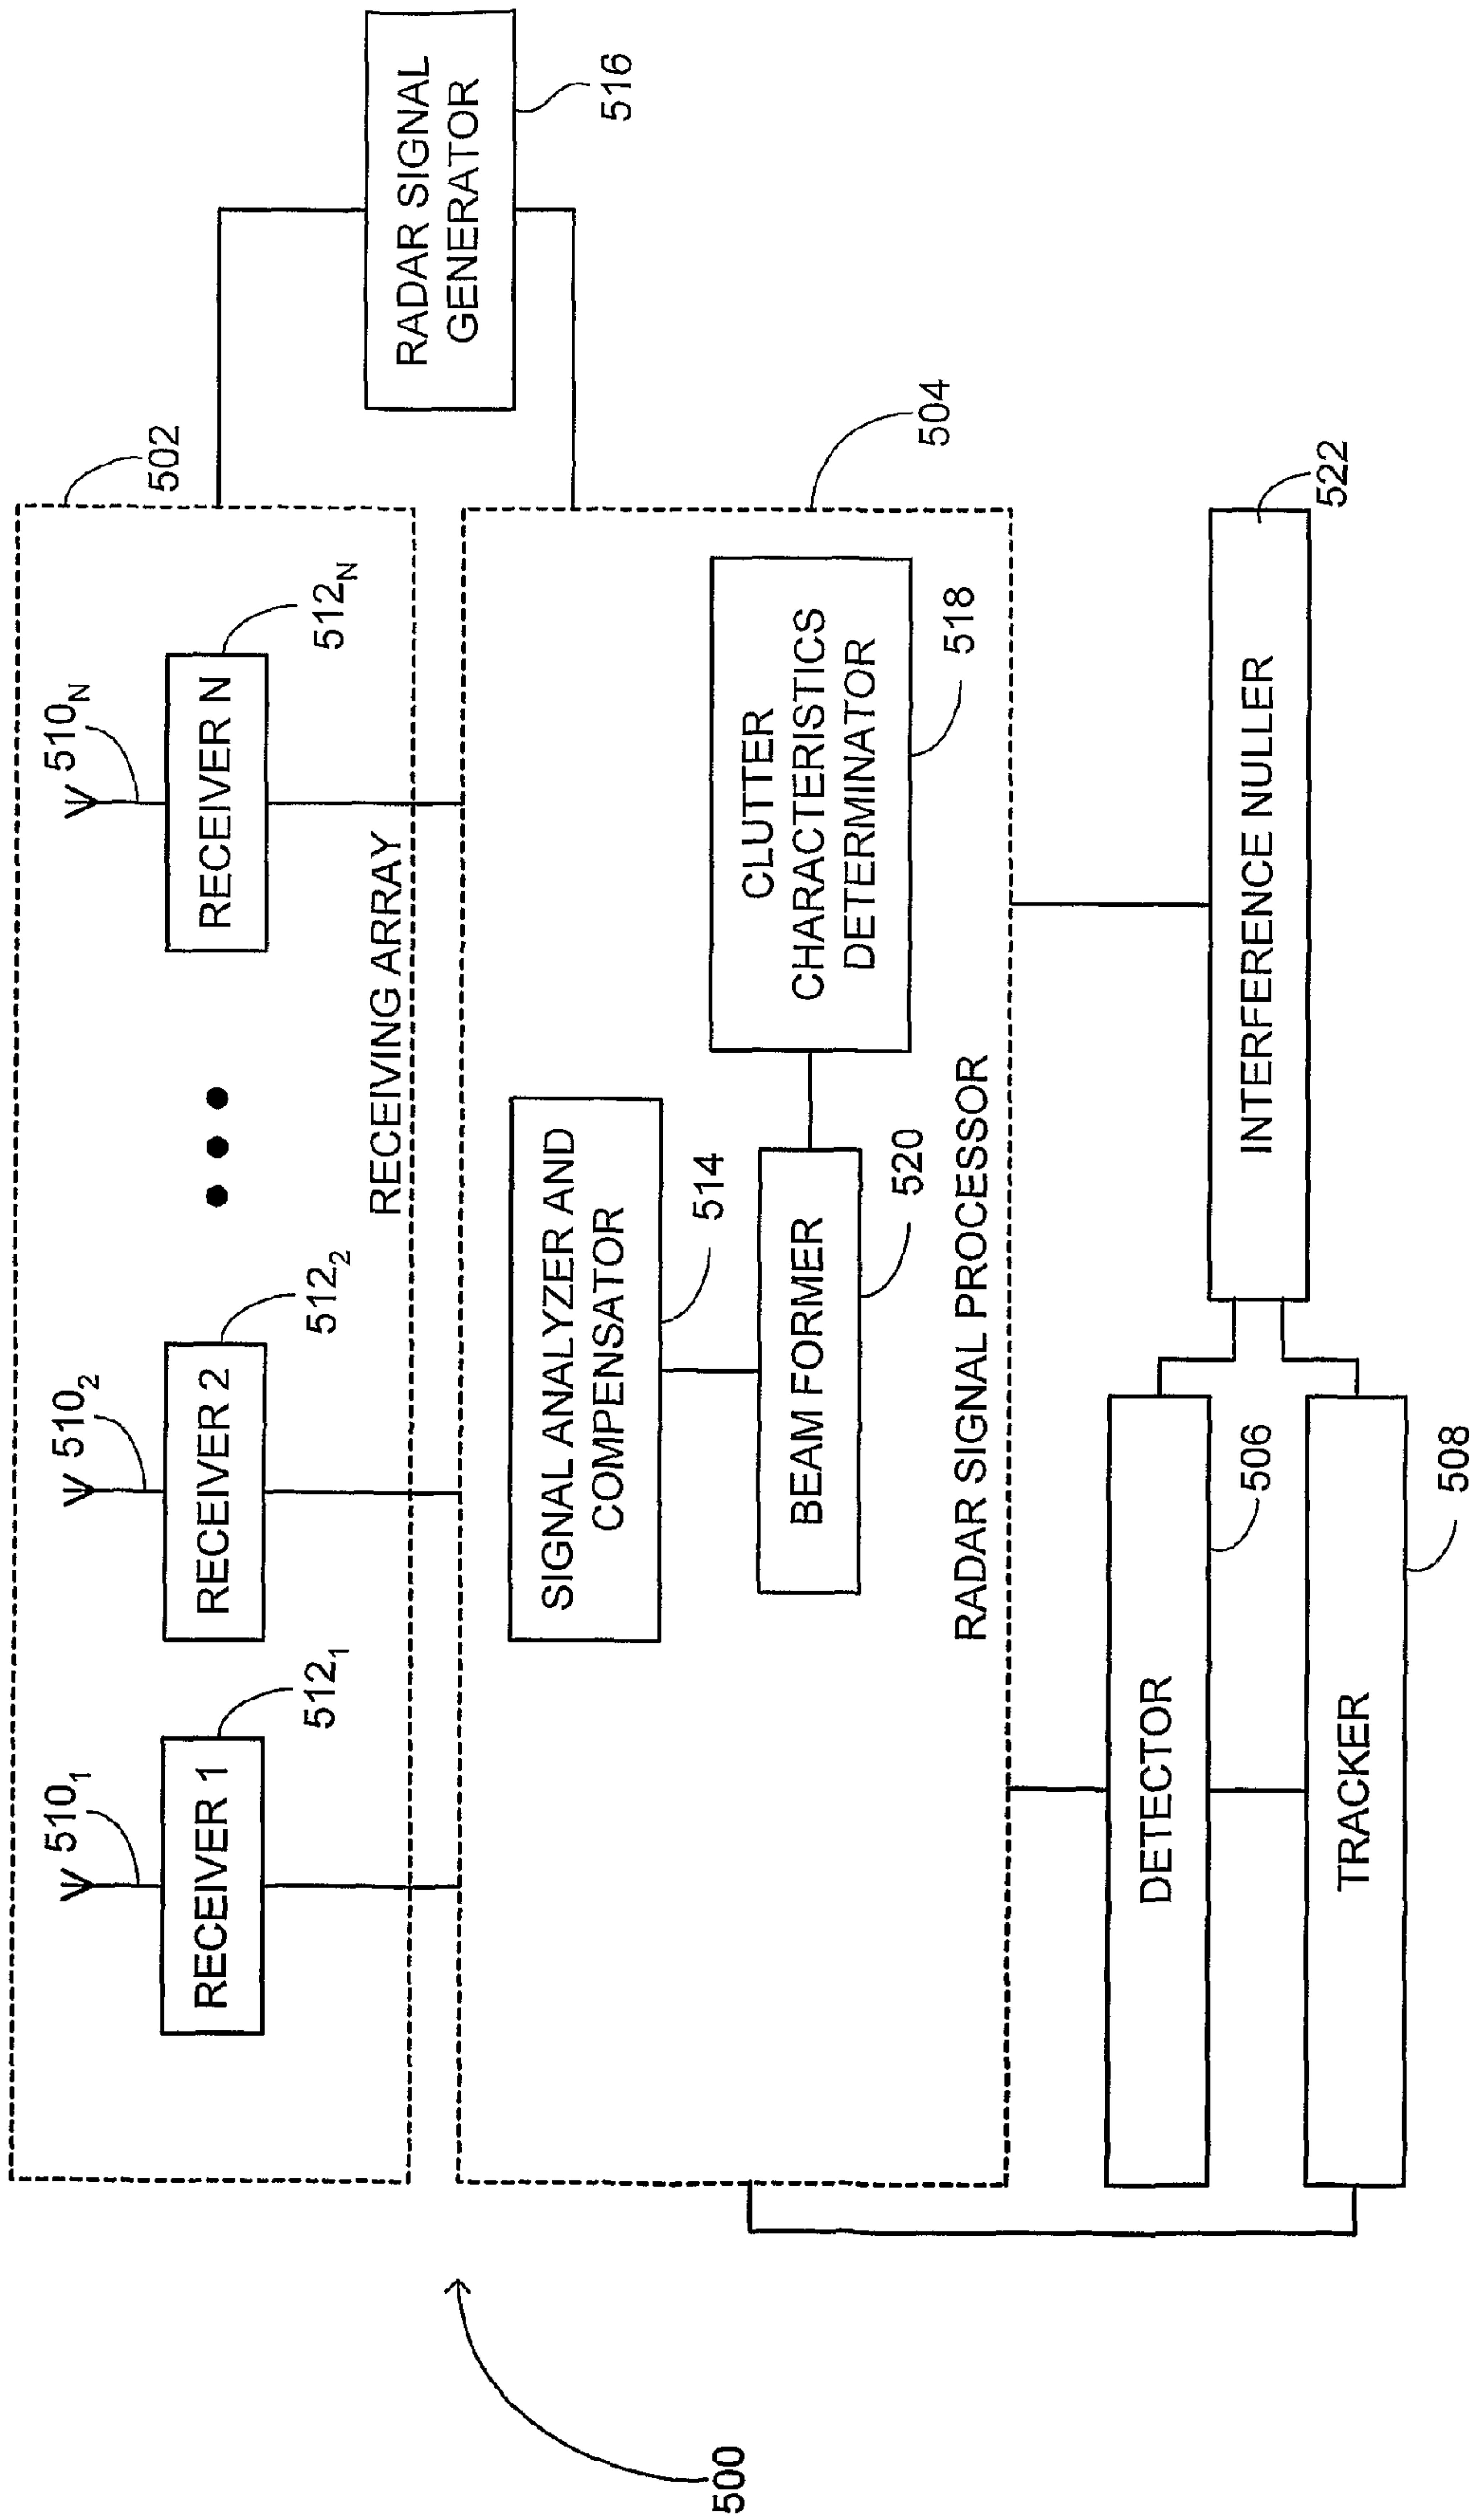 502
510₁
510₂
510N
RECEIVER 1
RECEIVER 2
RECEIVER N
512₁
512₂
512N
RECEIVING ARRAY
RADAR SIGNAL
GENERATOR
516
504
SIGNAL ANALYZER AND
COMPENSATOR
514
CLUTTER
CHARACTERISTICS
DETERMINATOR
518
BEAM FORMER
520
RADAR SIGNAL PROCESSOR
500
DETECTOR
506
INTERFERENCE NULLER
522
TRACKER
508